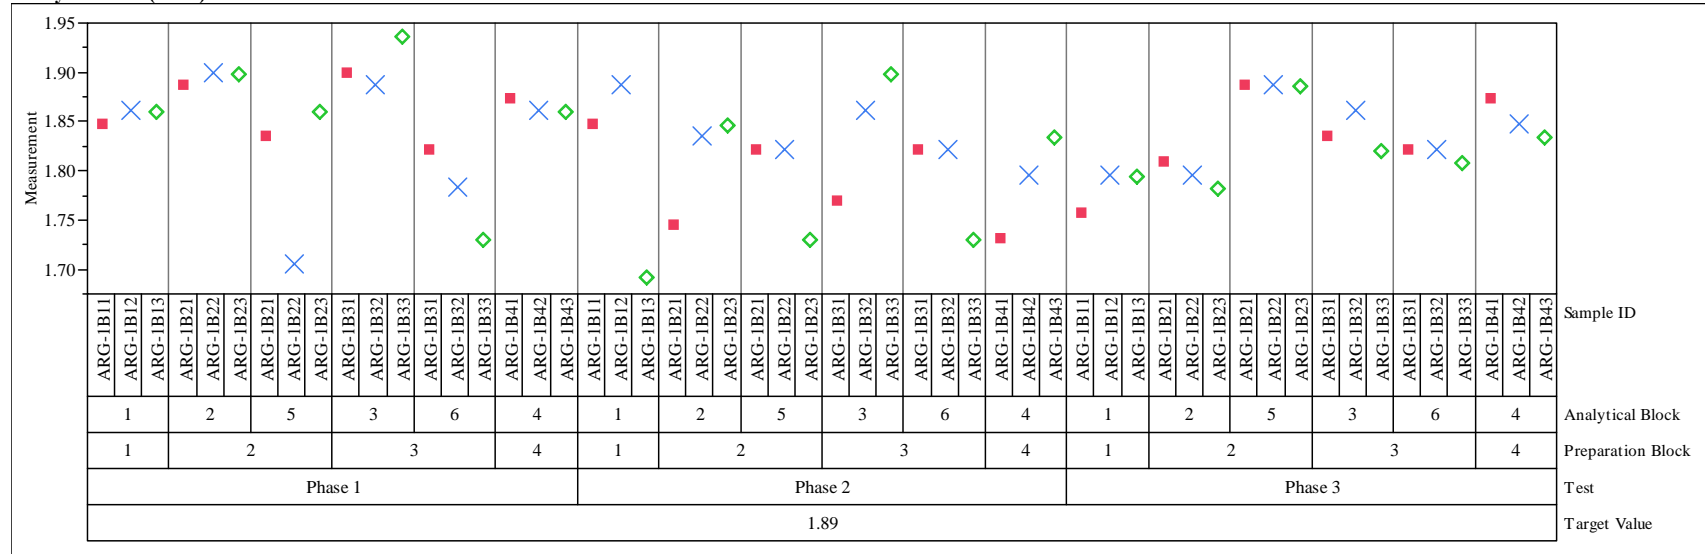 1.95
1.90
1.85
1.80
1.75
1.70
Measurement
ARG-1B11 ARG-1B12 ARG-1B13 ARG-1B21 ARG-1B22 ARG-1B23 ARG-1B21 ARG-1B22 ARG-1B23 ARG-1B31 ARG-1B32 ARG-1B33 ARG-1B31 ARG-1B32 ARG-1B33 ARG-1B41 ARG-1B42 ARG-1B43 ARG-1B11 ARG-1B12 ARG-1B13 ARG-1B21 ARG-1B22 ARG-1B23 ARG-1B21 ARG-1B22 ARG-1B23 ARG-1B31 ARG-1B32 ARG-1B33 ARG-1B31 ARG-1B32 ARG-1B33 ARG-1B41 ARG-1B42 ARG-1B43 ARG-1B11 ARG-1B12 ARG-1B13 ARG-1B21 ARG-1B22 ARG-1B23 ARG-1B21 ARG-1B22 ARG-1B23 ARG-1B31 ARG-1B32 ARG-1B33 ARG-1B31 ARG-1B32 ARG-1B33 ARG-1B41 ARG-1B42 ARG-1B43 Sample ID
1 2 5 3 6 4 1 2 5 3 6 4 1 2 5 3 6 4 Analytical Block
1 2 3 4 1 2 3 4 1 2 3 4 Preparation Block
Phase 1 Phase 2 Phase 3 Test
1.89 Target Value